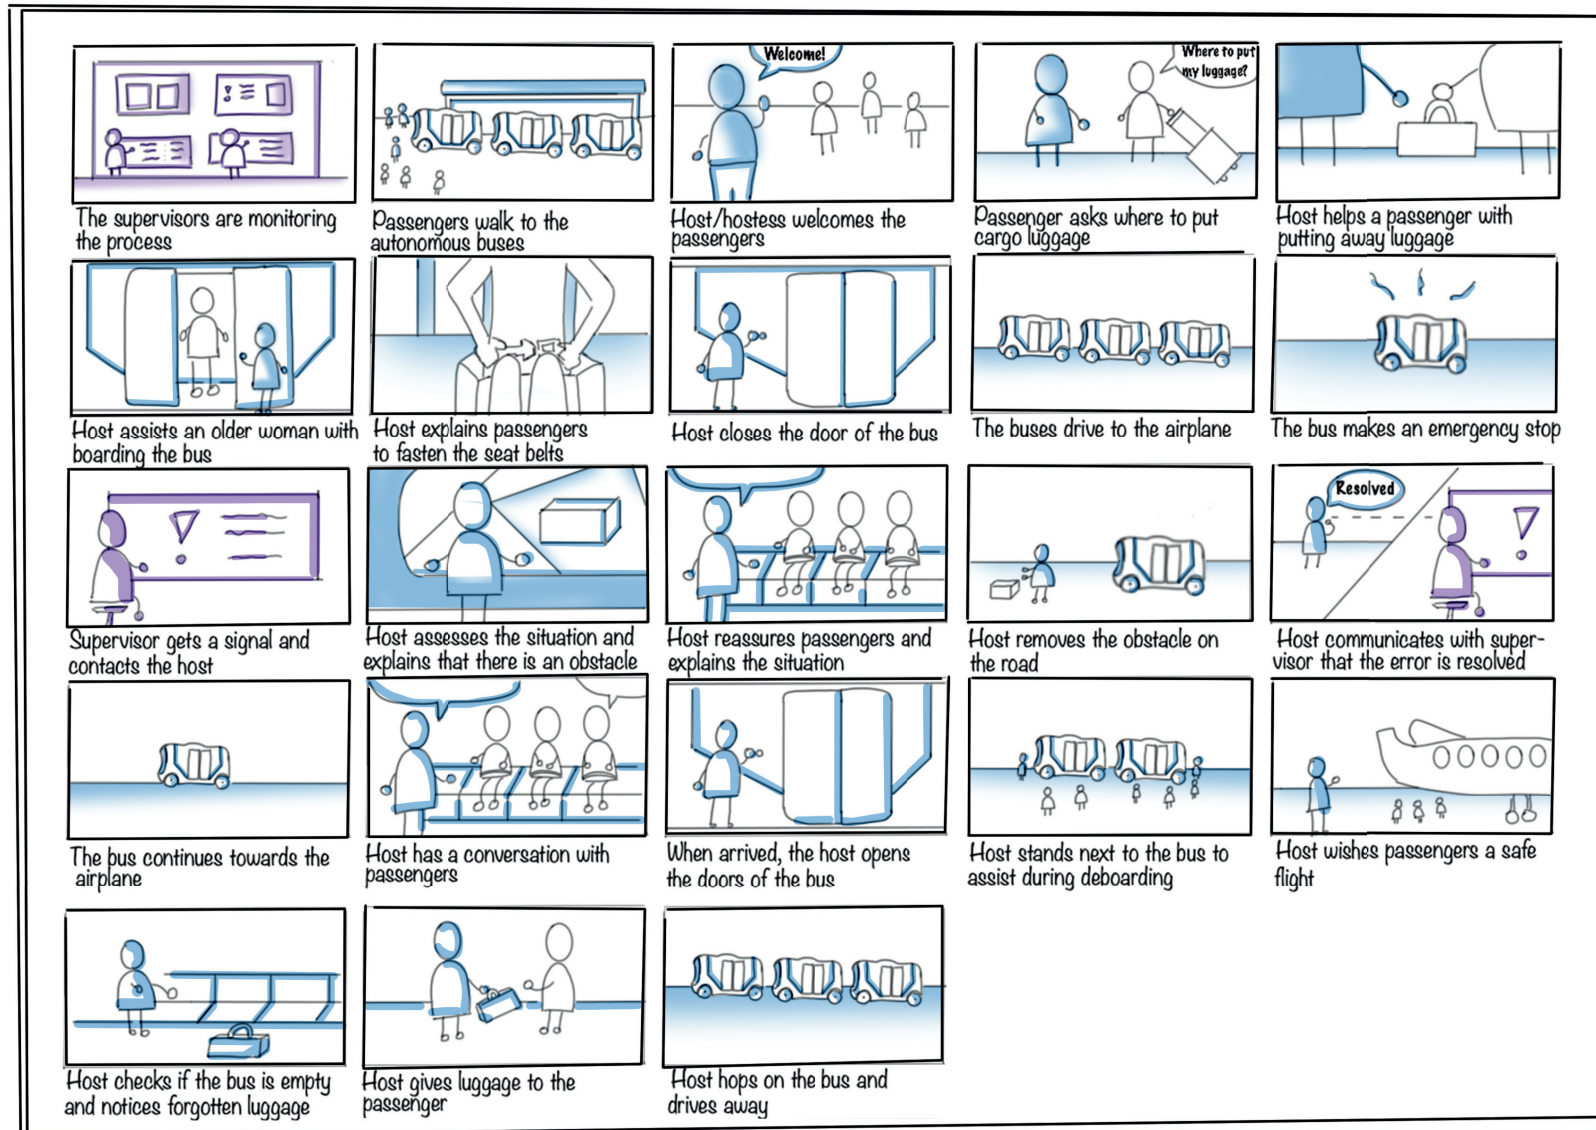 The supervisors are monitoring
the process
Passengers walk to the
autonomous buses
Welcome!
Host/hostess welcomes the
passengers
Where to put
my luggage?
Passenger asks where to put
cargo luggage
Host helps a passenger with
putting away luggage
Host assists an older woman with
boarding the bus
Host explains passengers
to fasten the seat belts
Host closes the door of the bus
The buses drive to the airplane
The bus makes an emergency stop
Supervisor gets a signal and
contacts the host
Host assesses the situation and
explains that there is an obstacle
Host reassures passengers and
explains the situation
Host removes the obstacle on
the road
Resolved
Host communicates with super-
visor that the error is resolved
The bus continues towards the
airplane
Host has a conversation with
passengers
When arrived, the host opens
the doors of the bus
Host stands next to the bus to
assist during deboarding
Host wishes passengers a safe
flight
Host checks if the bus is empty
and notices forgotten luggage
Host gives luggage to the
passenger
Host hops on the bus and
drives away